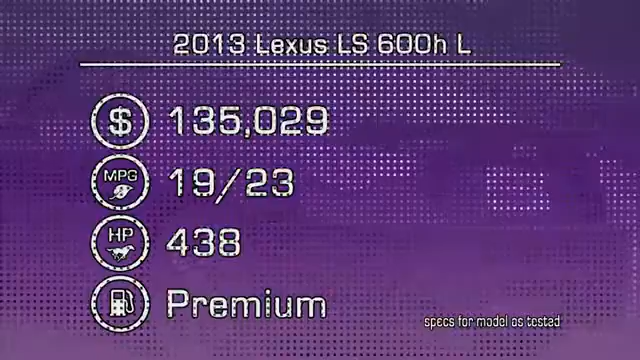 2013 Lexus LS 600h L
$ 135,029
MPG 19/23
HP 438
Premium
specs for model as tested